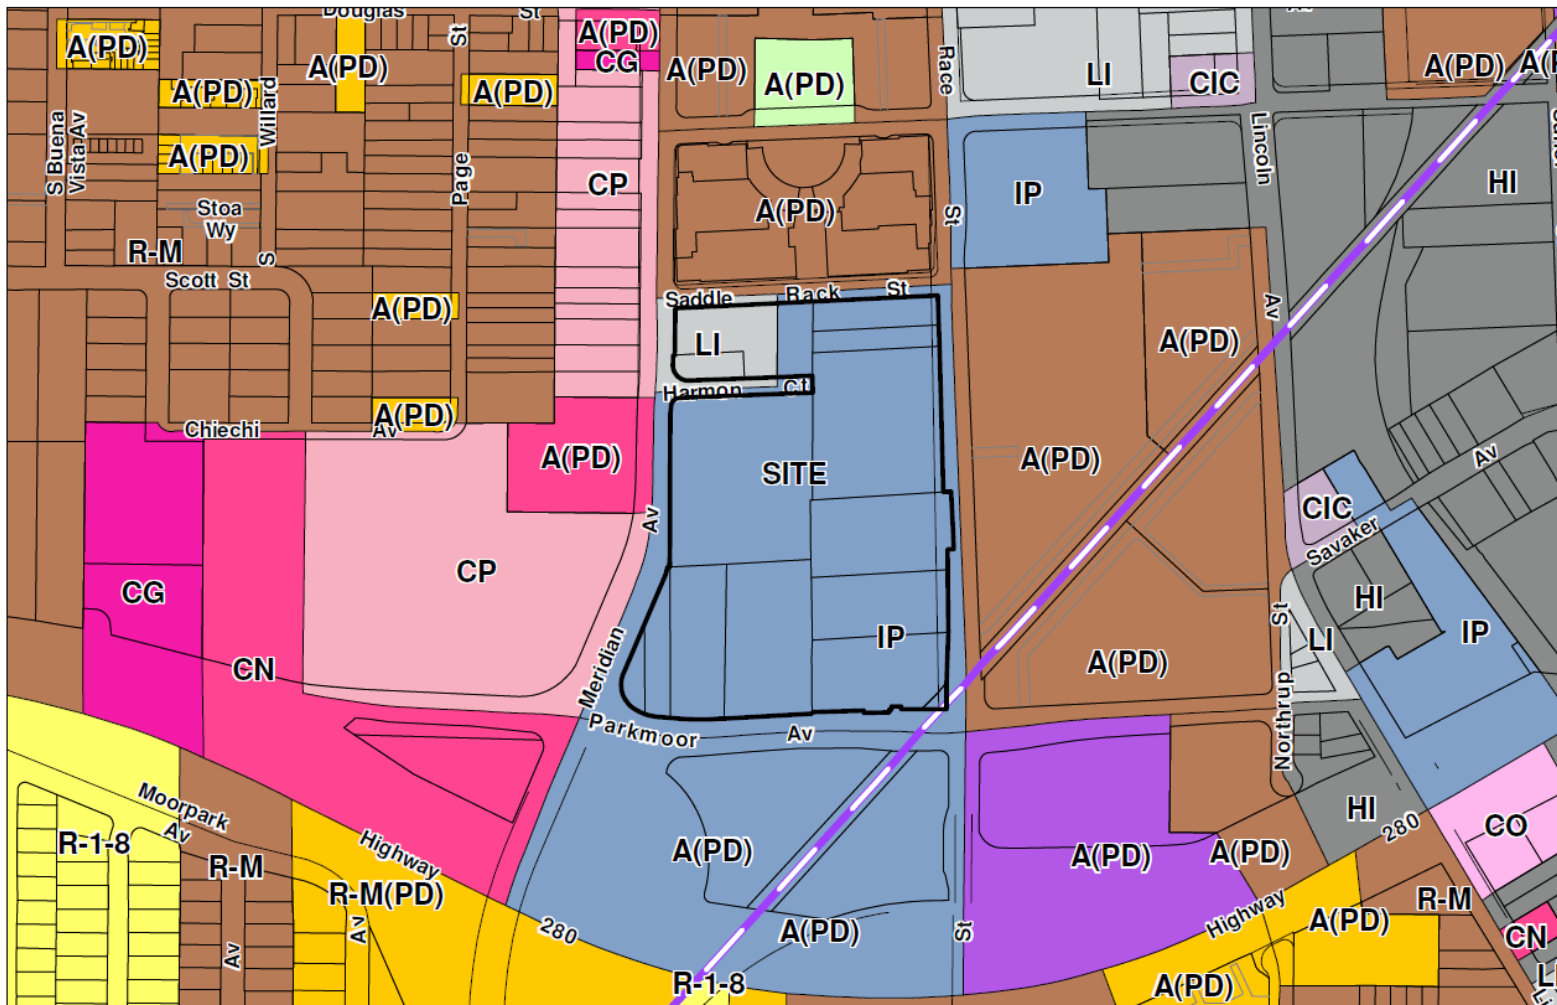 Douglas
St
A(PD)
A(PD)
A(PD)
A(PD)
A(PD)
CG
A(PD)
A(PD)
Race
LI
CIC
A(PD)
A(PD)
S Buena
Vista Av
Willard
St
A(PD)
Page
CP
A(PD)
St
IP
Lincoln
HI
Stoa
Wy
R-M
S
Scott St
A(PD)
Saddle Rack St
LI
Av
A(PD)
Harmon Ct
Chiechi Av
A(PD)
A(PD)
SITE
A(PD)
Av
CIC
Av
Savaker
CP
CG
HI
St
LI
IP
IP
CN
Meridian
A(PD)
Northrup
Parkmoor Av
Moorpark
Av
R-1-8
R-M
Highway
R-M(PD)
A(PD)
A(PD)
A(PD)
HI
280
CO
R-M
Av
Av
280
A(PD)
St
Highway
A(PD)
CN
R-1-8
A(PD)